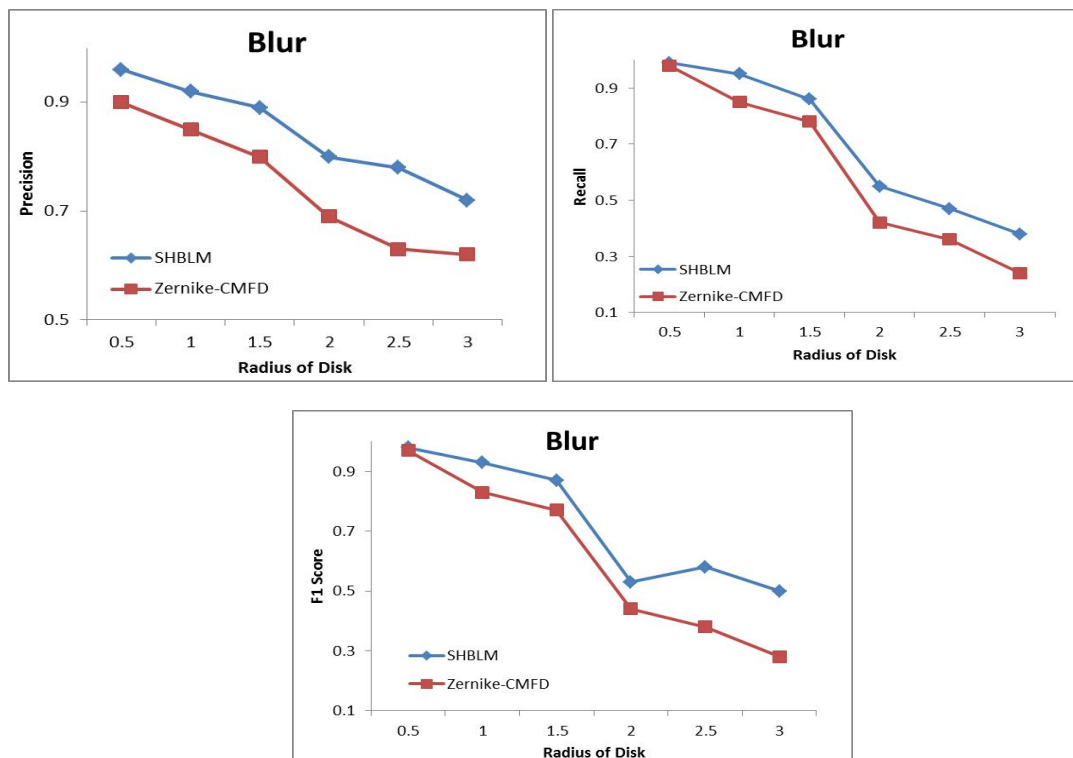 Blur
0.9
0.7
0.5
Precision
SHBLM
Zernike-CMFD
0.5 1 1.5 2 2.5 3
Radius of Disk
Blur
0.9
0.7
0.5
0.3
0.1
Recall
SHBLM
Zernike-CMFD
0.5 1 1.5 2 2.5 3
Radius of Disk
Blur
0.9
0.7
0.5
0.3
0.1
F1 Score
SHBLM
Zernike-CMFD
0.5 1 1.5 2 2.5 3
Radius of Disk